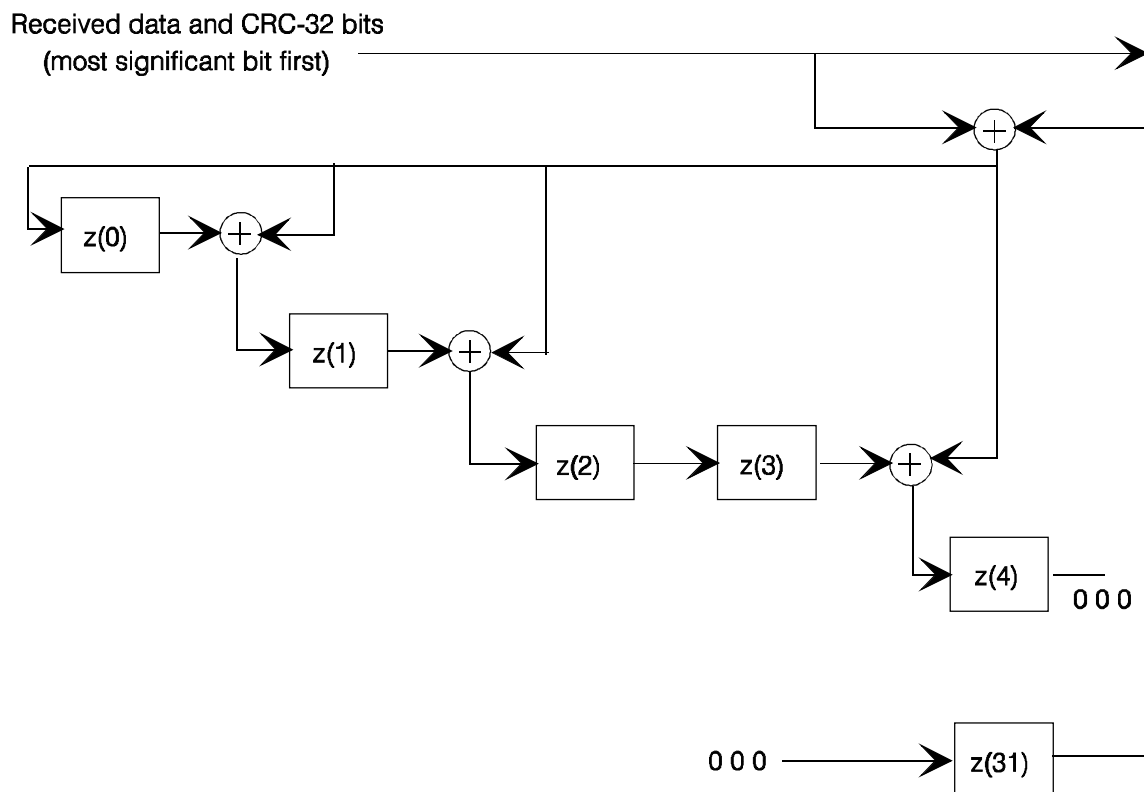 Received data and CRC-32 bits
(most significant bit first)
z(0)
z(1)
z(2)
z(3)
z(4)
0 0 0
0 0 0
z(31)